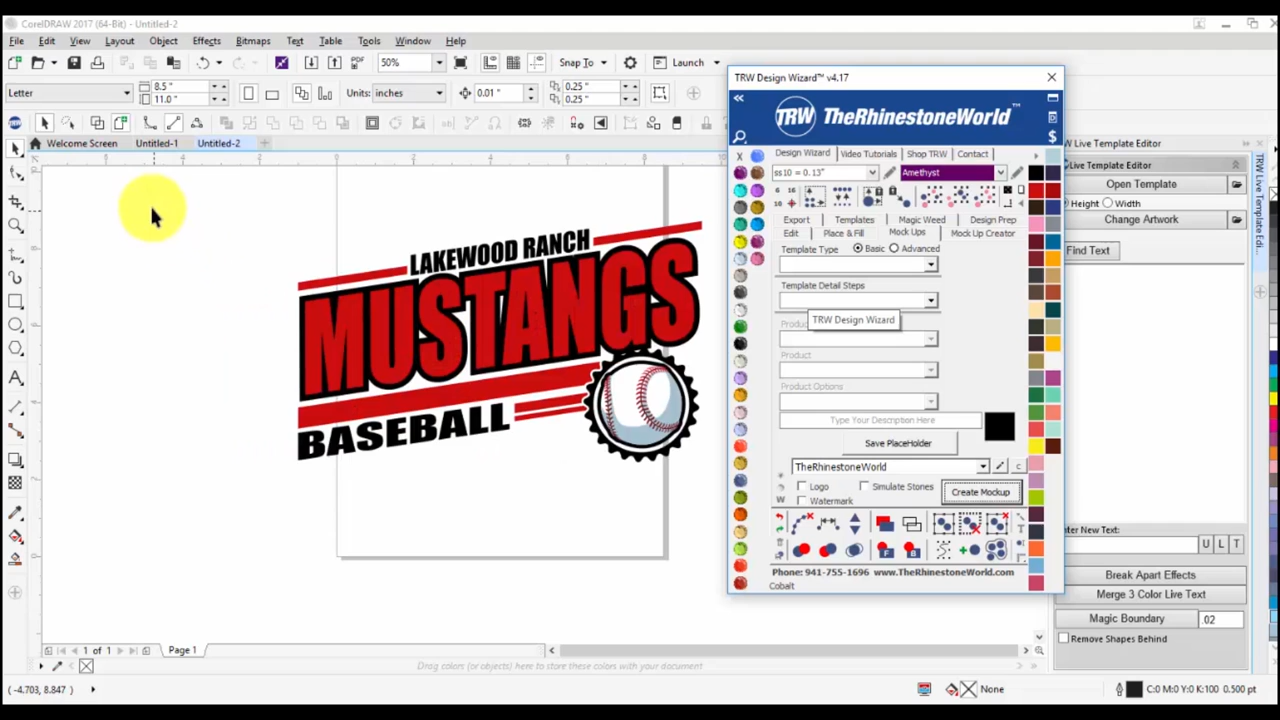 CorelDRAW 2017 (64-Bit) - Untitled-2
File Edit View Layout Object Effects Bitmaps Text Table Tools Window Help
50% Snap To Launch
Letter 8.5 " 11.0 " Units: inches 0.01 " 0.25 " 0.25 "
Welcome Screen Untitled-1 Untitled-2
LAKEWOOD RANCH
MUSTANGS
BASEBALL
TRW Design Wizard™ v4.17
TRW TheRhinestoneWorld™
Design Wizard Video Tutorials Shop TRW Contact
ss10 = 0.13" Amethyst
Export Templates Magic Weed Design Prep
Edit Place & Fill Mock Ups Mock Up Creator
Template Type Basic Advanced
Template Detail Steps
TRW Design Wizard
Product
Product Options
Type Your Description Here
Save PlaceHolder
TheRhinestoneWorld C
Logo Simulate Stones Create Mockup
W Watermark
Phone: 941-755-1696 www.TheRhinestoneWorld.com
Cobalt
W Live Template Editor
Live Template Editor
Open Template
Height Width
Change Artwork
Find Text
TRW Live Template Edi...
nter New Text:
U L T
Break Apart Effects
Merge 3 Color Live Text
Magic Boundary .02
Remove Shapes Behind
1 of 1 Page 1
Drag colors (or objects) here to store these colors with your document
(-4.703, 8.847) None C:0 M:0 Y:0 K:100 0.500 pt